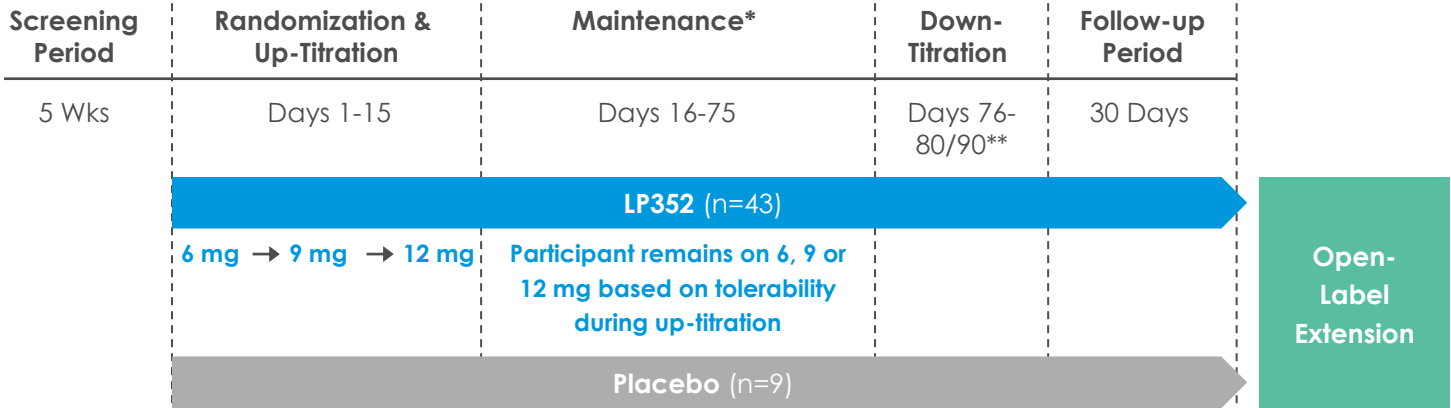 Screening
Period
Randomization &
Up-Titration
Maintenance*
Down-
Titration
Follow-up
Period
5 Wks
Days 1-15
Days 16-75
Days 76-
80/90**
30 Days
LP352 (n=43)
6 mg → 9 mg → 12 mg
Participant remains on 6, 9 or
12 mg based on tolerability
during up-titration
Placebo (n=9)
Open-
Label
Extension